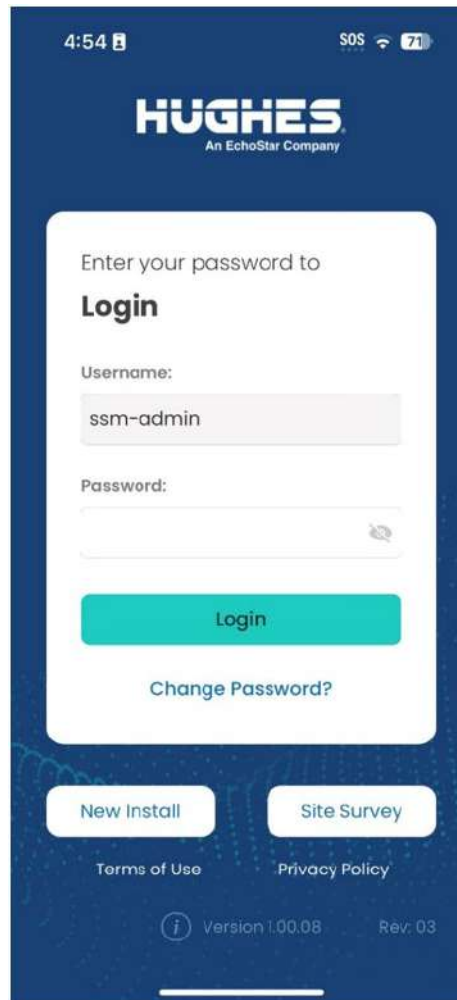 4:54 SOS 71
HUGHES
An EchoStar Company
Enter your password to
Login
Username:
ssm-admin
Password:
Login
Change Password?
New Install Site Survey
Terms of Use Privacy Policy
i Version 1.00.08 Rev: 03